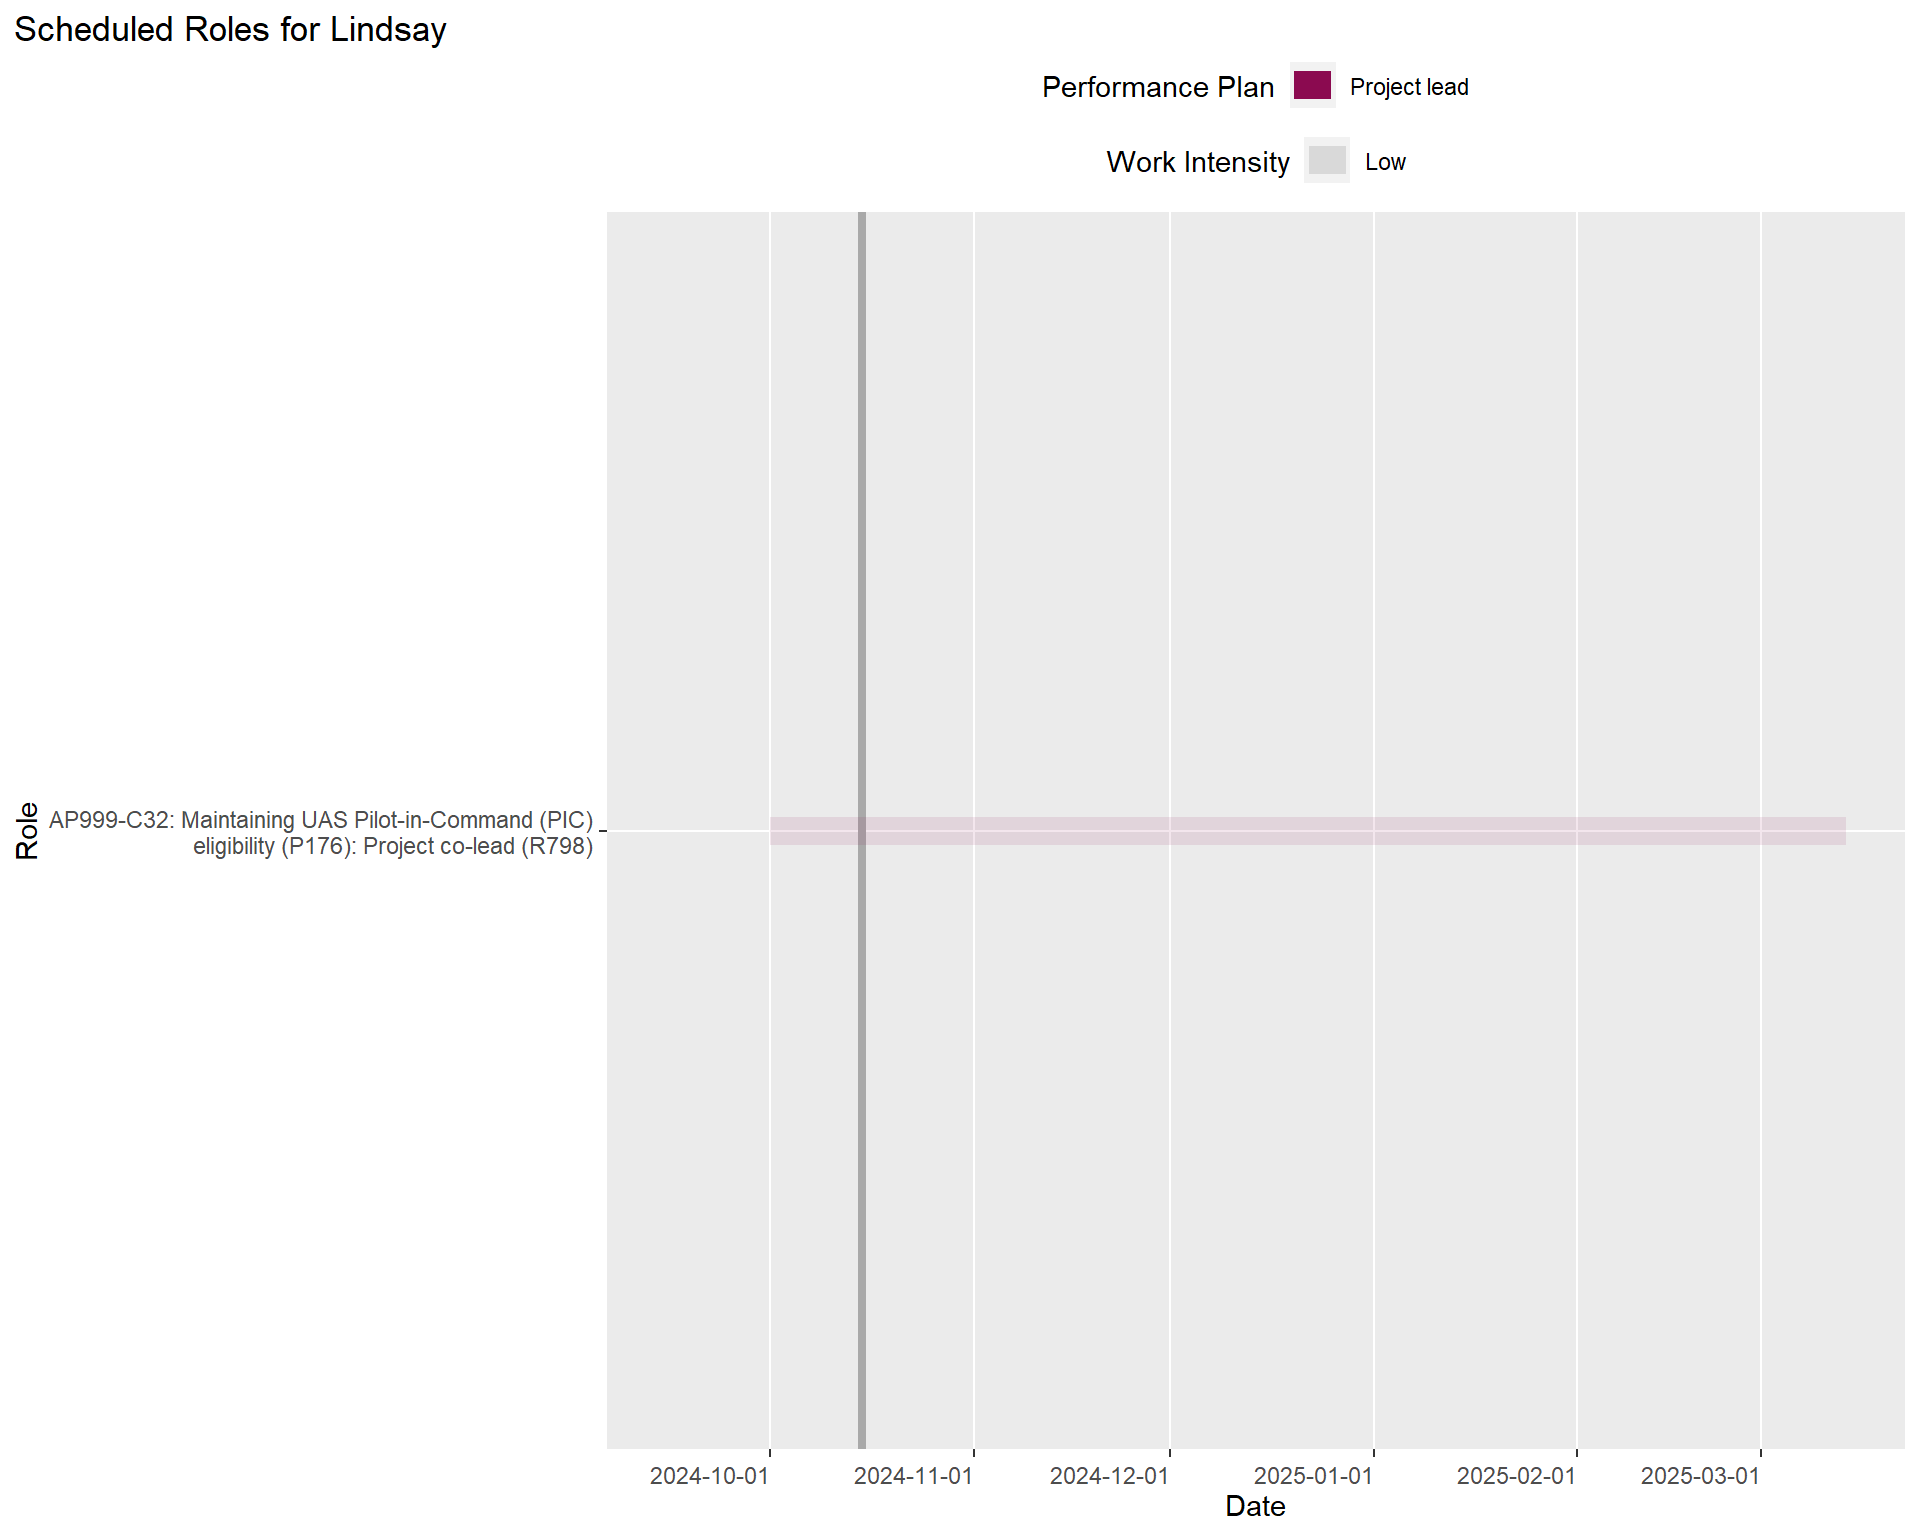 Scheduled Roles for Lindsay
Performance Plan
Project lead
Work Intensity
Low
Role
AP999-C32: Maintaining UAS Pilot-in-Command (PIC)
eligibility (P176): Project co-lead (R798)
2024-10-01
2024-11-01
2024-12-01
2025-01-01
2025-02-01
2025-03-01
Date